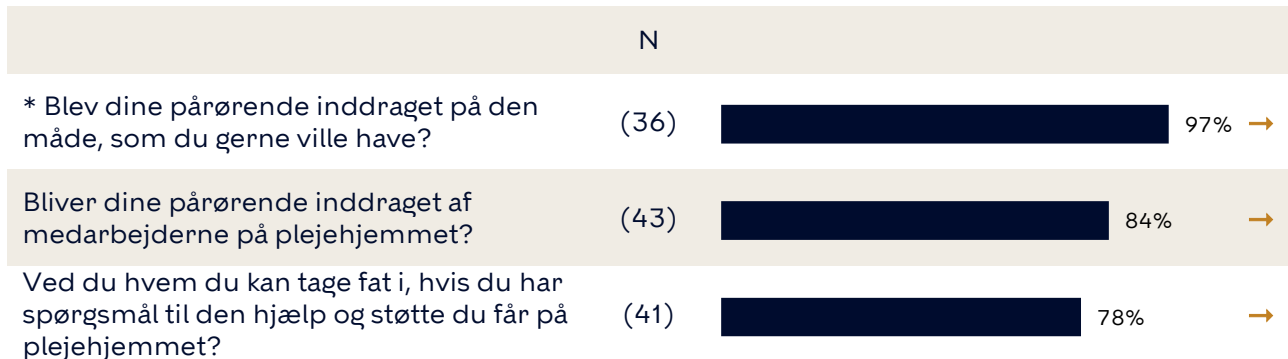 N
* Blev dine pårørende inddraget på den
måde, som du gerne ville have?
(36)
97% →
Bliver dine pårørende inddraget af
medarbejderne på plejehjemmet?
(43)
84% →
Ved du hvem du kan tage fat i, hvis du har
spørgsmål til den hjælp og støtte du får på
plejehjemmet?
(41)
78% →